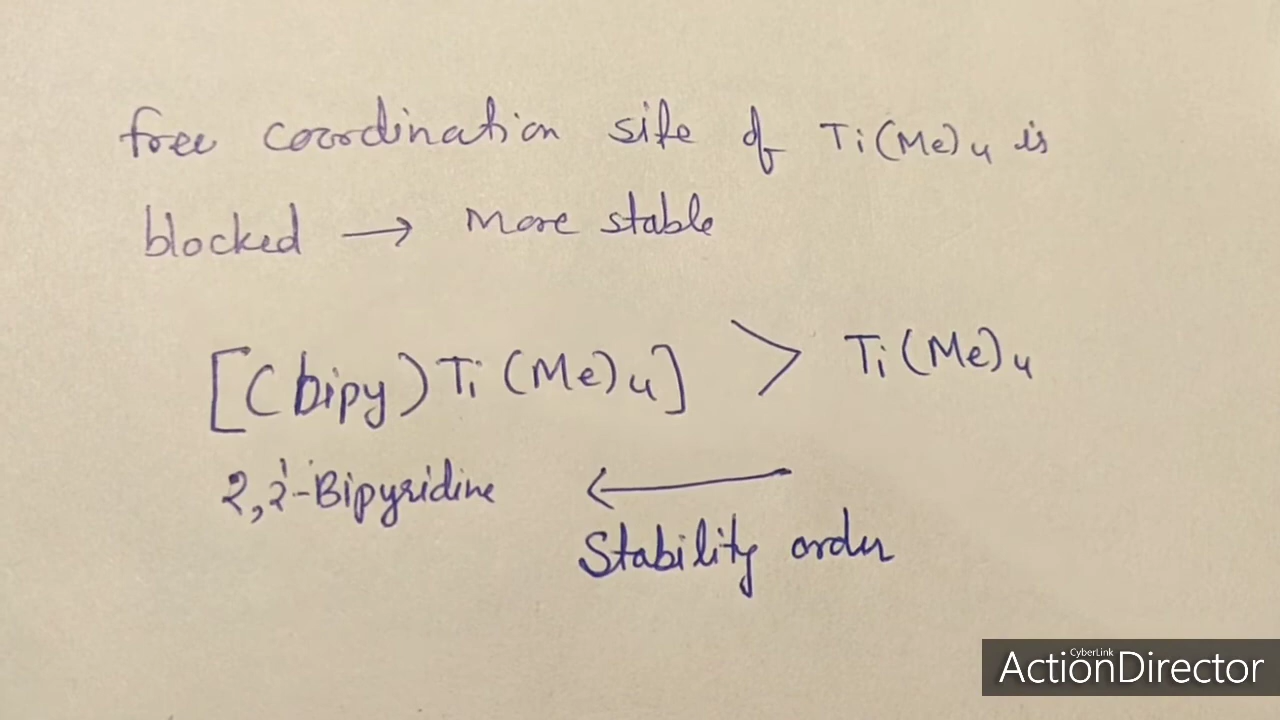 free coordination site of Ti(Me)4 is
blocked → More stable
[(bipy)Ti(Me)4] > Ti(Me)4
2,2'-Bipyridine ←
Stability order
CyberLink
ActionDirector